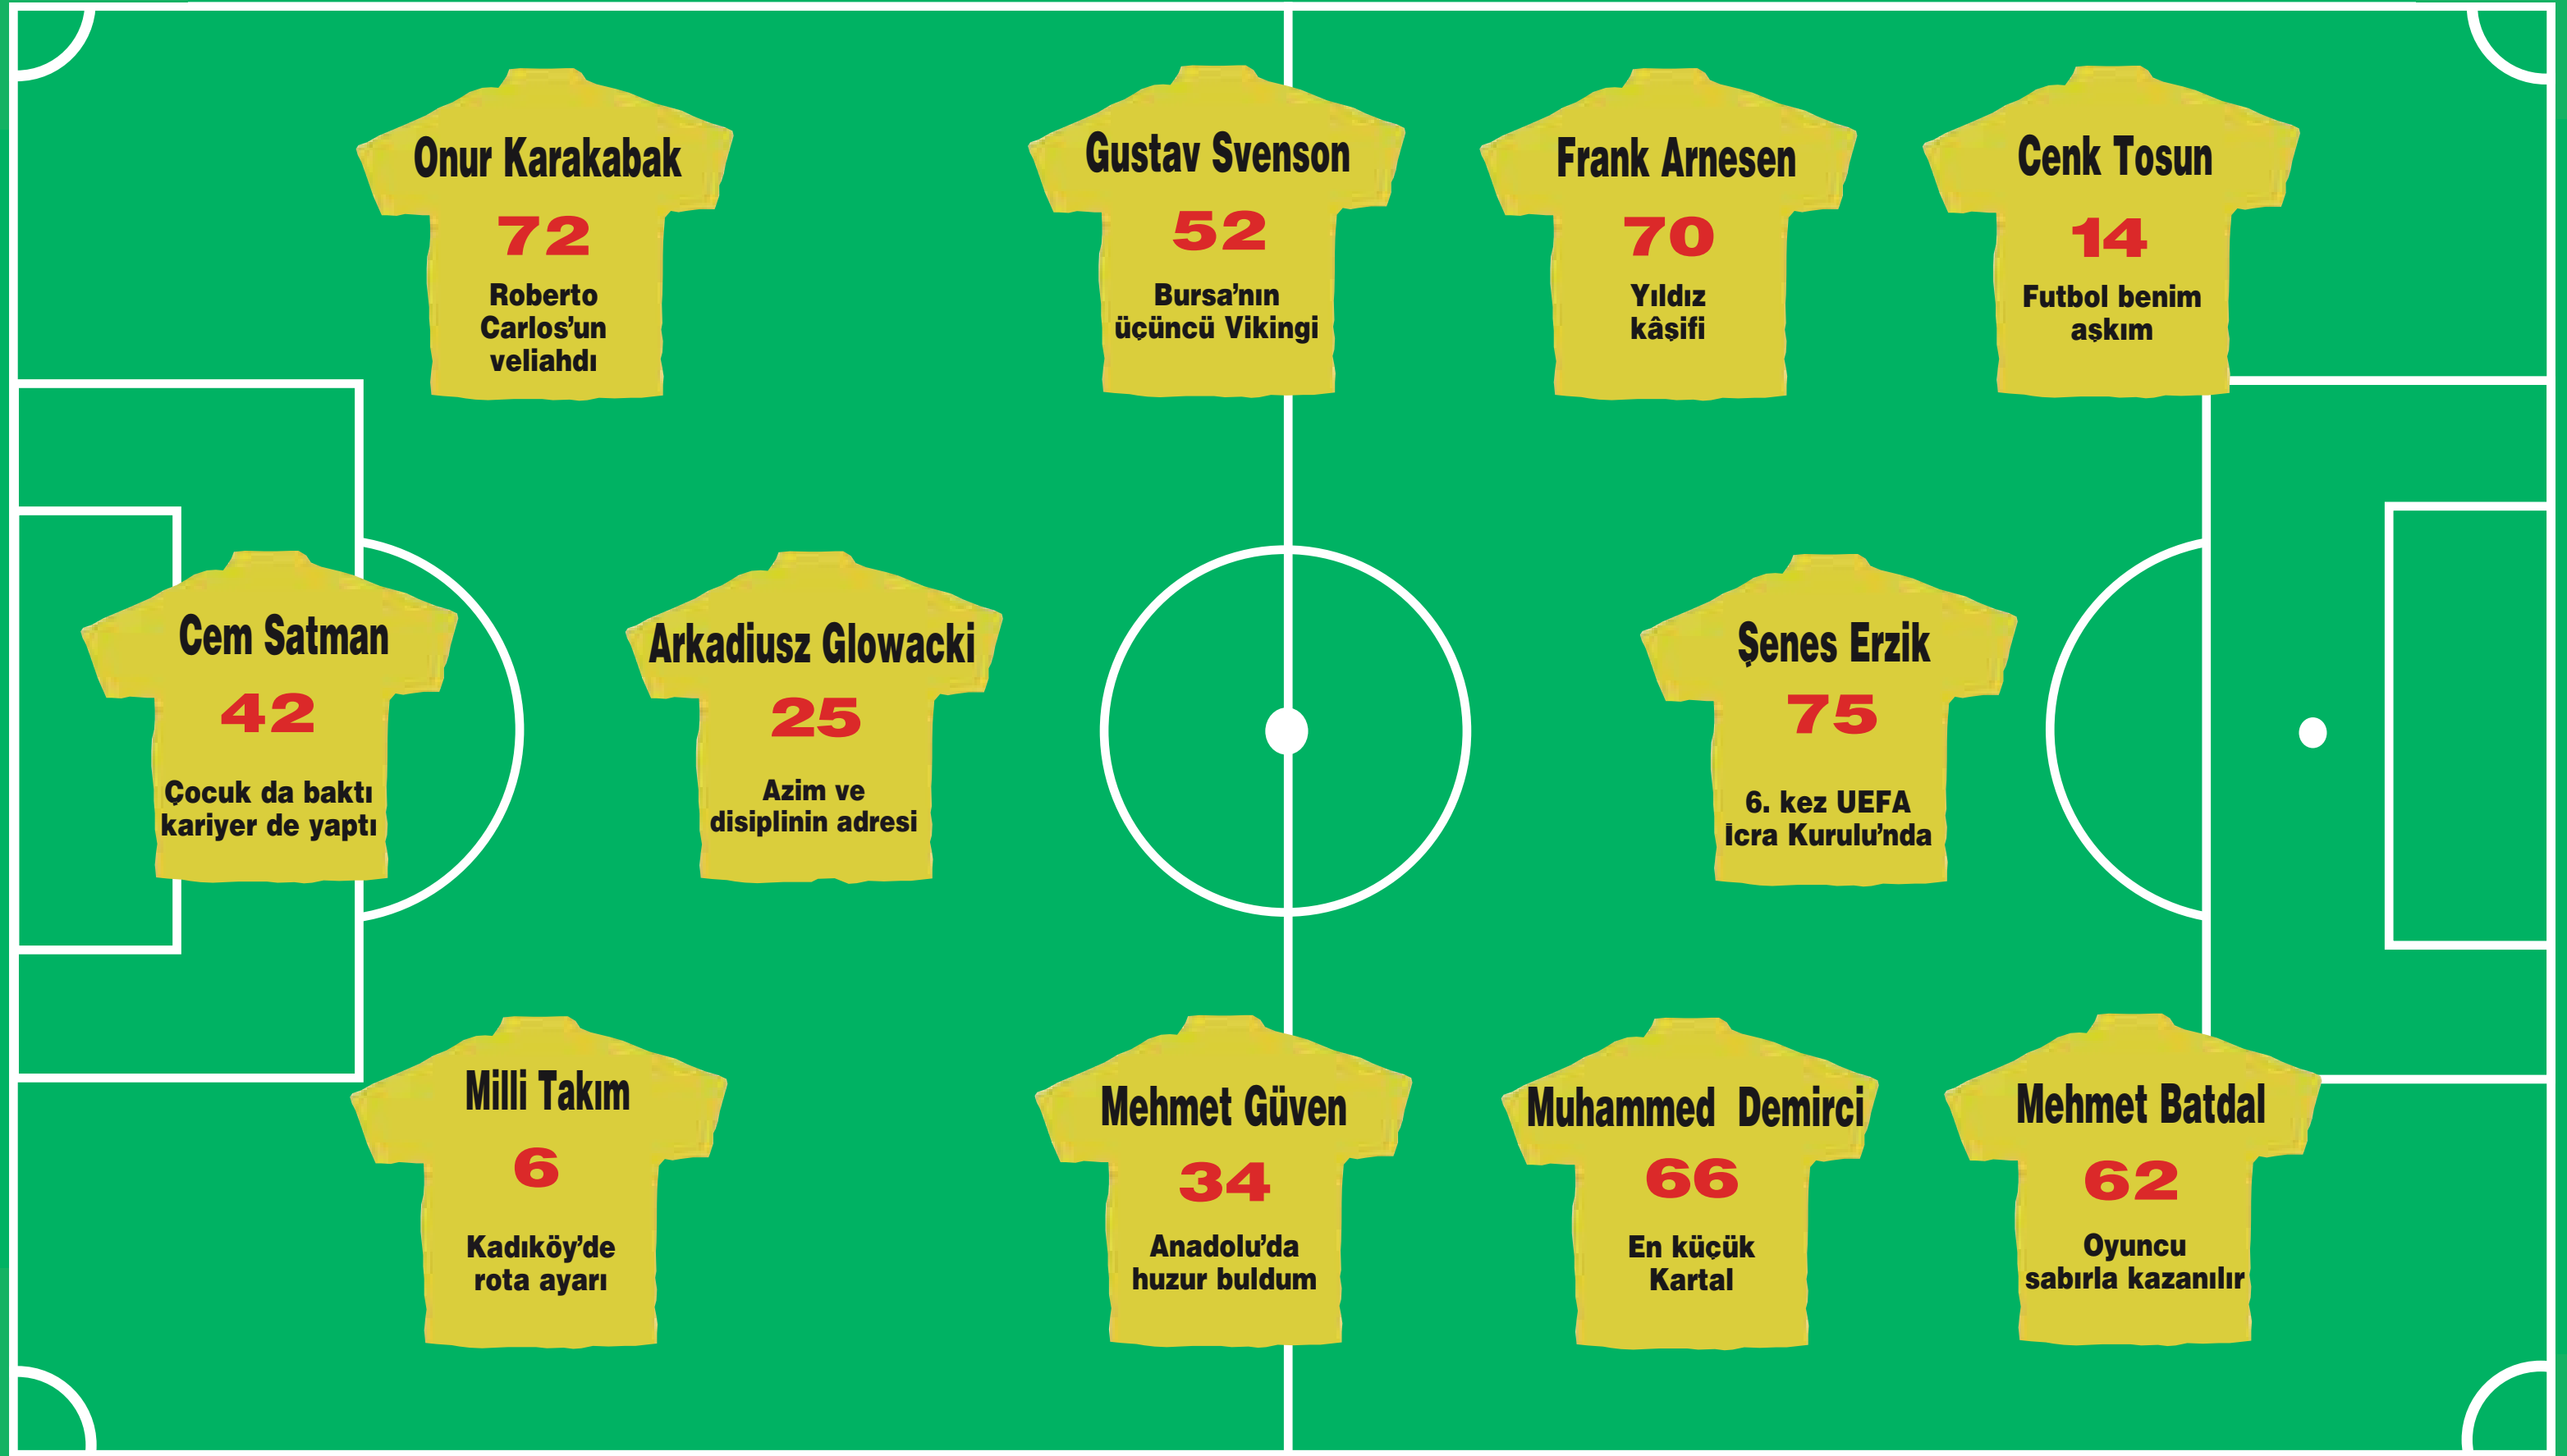 Onur Karakabak
72
Roberto
Carlos’un
veliahdı
Gustav Svenson
52
Bursa’nın
üçüncü Vikingi
Frank Arnesen
70
Yıldız
kâşifi
Cenk Tosun
14
Futbol benim
aşkım
Cem Satman
42
Çocuk da baktı
kariyer de yaptı
Arkadiusz Glowacki
25
Azim ve
disiplinin adresi
Şenes Erzik
75
6. kez UEFA
İcra Kurulu’nda
Milli Takım
6
Kadıköy’de
rota ayarı
Mehmet Güven
34
Anadolu’da
huzur buldum
Muhammed Demirci
66
En küçük
Kartal
Mehmet Batdal
62
Oyuncu
sabırla kazanılır